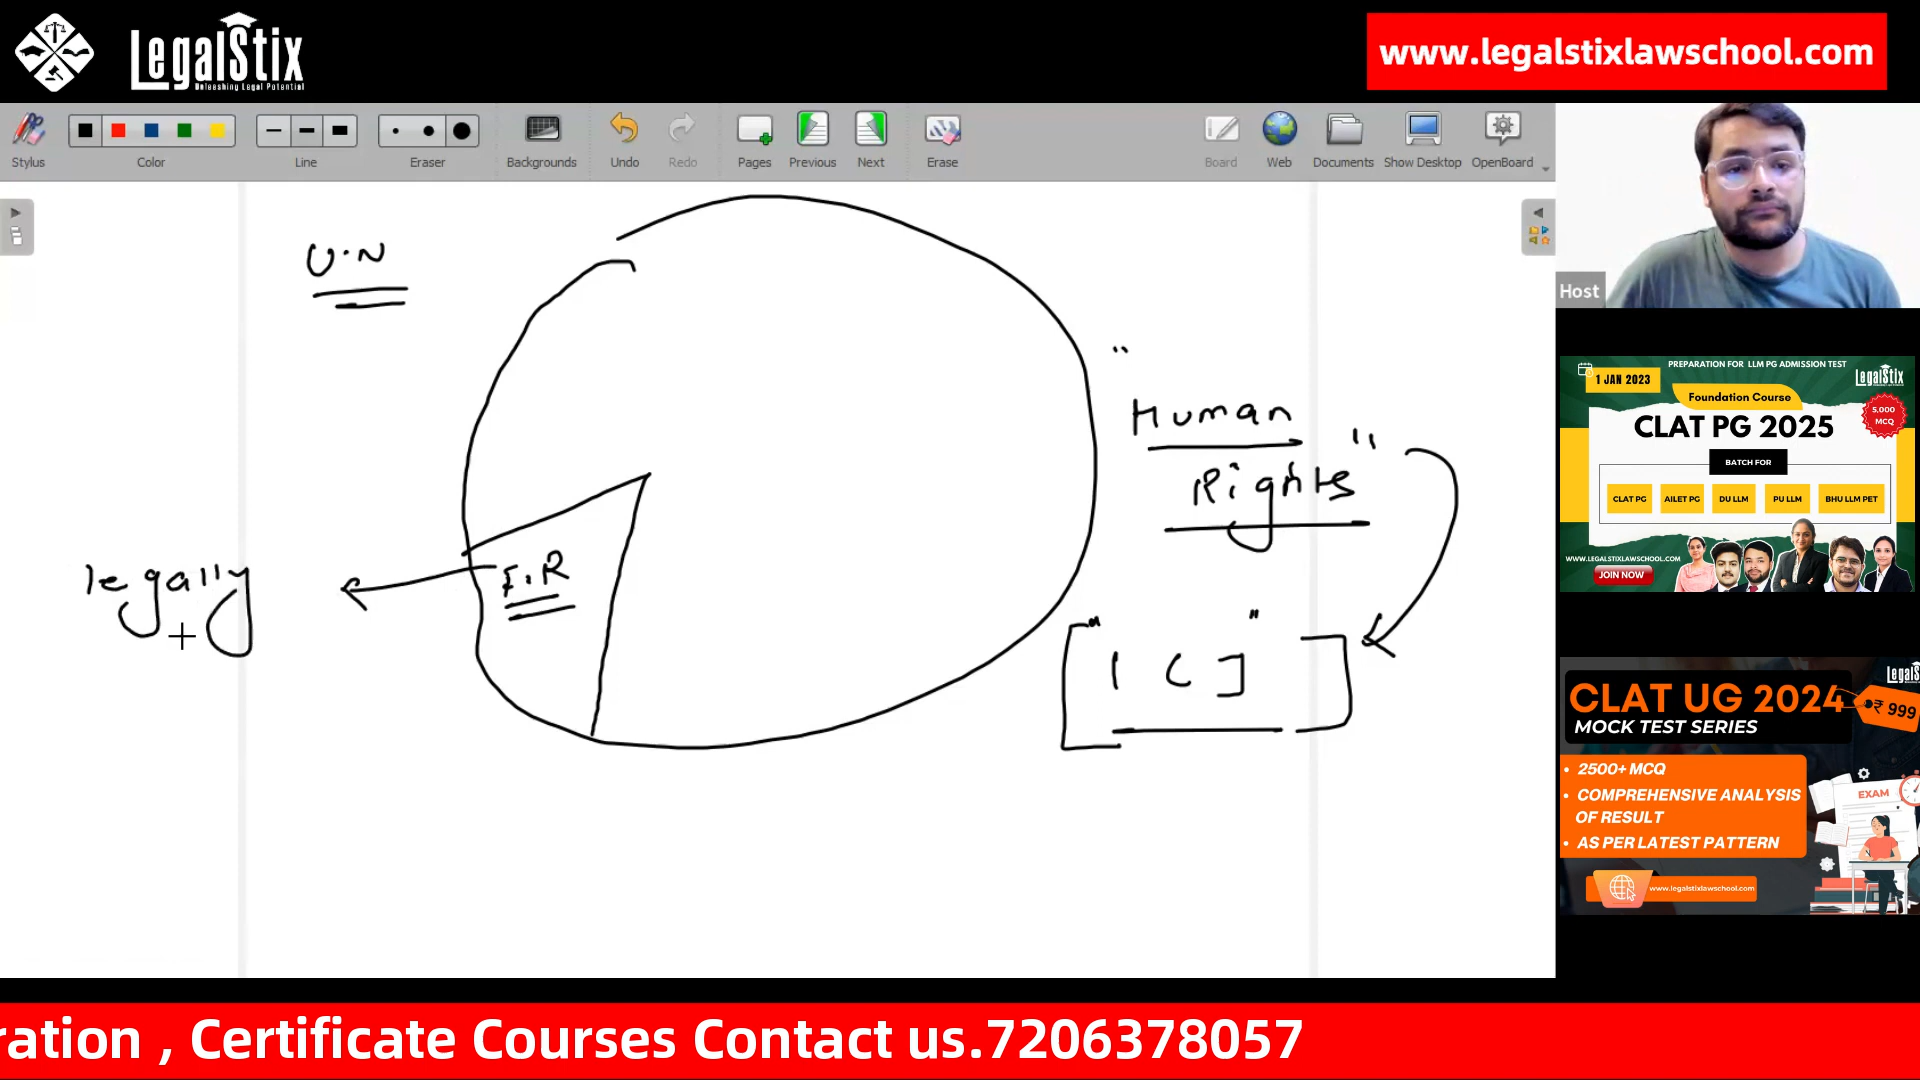 LegalStix
Unleashing Legal Potential
www.legalstixlawschool.com
Stylus
Color
Line
Eraser
Backgrounds
Undo
Redo
Pages
Previous
Next
Erase
Board
Web
Documents
Show Desktop
OpenBoard
U.N
"Human
Rights"
F.R
legally
"ICJ"
Host
1 JAN 2023
PREPARATION FOR LLM PG ADMISSION TEST
LegalStix
Foundation Course
5,000
MCQ
CLAT PG 2025
BATCH FOR
CLAT PG
AILET PG
DU LLM
PU LLM
BHU LLM PET
WWW.LEGALSTIXLAWSCHOOL.COM
JOIN NOW
LegalS
CLAT UG 2024
₹ 999
MOCK TEST SERIES
• 2500+ MCQ
• COMPREHENSIVE ANALYSIS
OF RESULT
• AS PER LATEST PATTERN
EXAM
www.legalstixlawschool.com
ration , Certificate Courses Contact us.7206378057